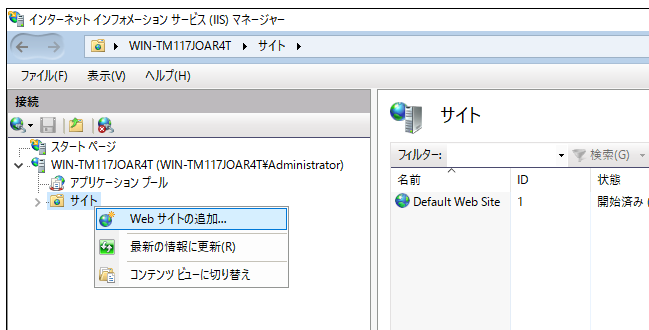 インターネット インフォメーション サービス (IIS) マネージャー
WIN-TM117JOAR4T
サイト
ファイル(F) 表示(V) ヘルプ(H)
接続
スタート ページ
WIN-TM117JOAR4T (WIN-TM117JOAR4T¥Administrator)
アプリケーション プール
サイト
Web サイトの追加...
最新の情報に更新(R)
コンテンツ ビューに切り替え
サイト
フィルター: 検索(G)
名前 ID 状態
Default Web Site 1 開始済み (